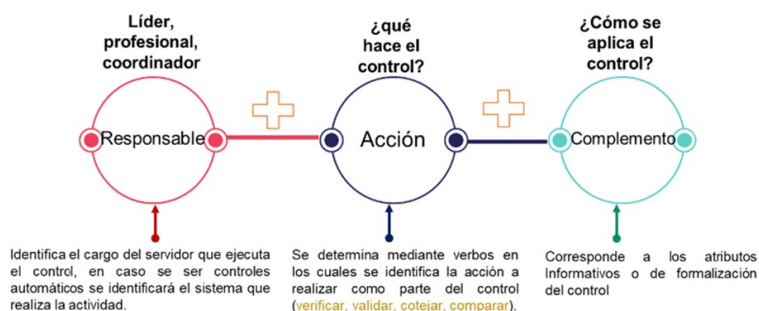 Líder,
profesional,
coordinador
Responsable
Identifica el cargo del servidor que ejecuta
el control, en caso se ser controles
automáticos se identificará el sistema que
realiza la actividad.
¿qué
hace el
control?
Acción
Se determina mediante verbos en
los cuales se identifica la acción a
realizar como parte del control
(verificar, validar, cotejar, comparar).
¿Cómo se
aplica el
control?
Complemento
Corresponde a los atributos
Informativos o de formalización
del control